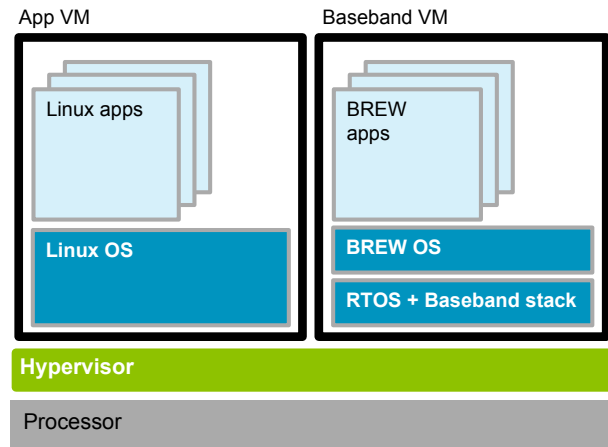 App VM
Baseband VM
Linux apps
BREW
apps
Linux OS
BREW OS
RTOS + Baseband stack
Hypervisor
Processor